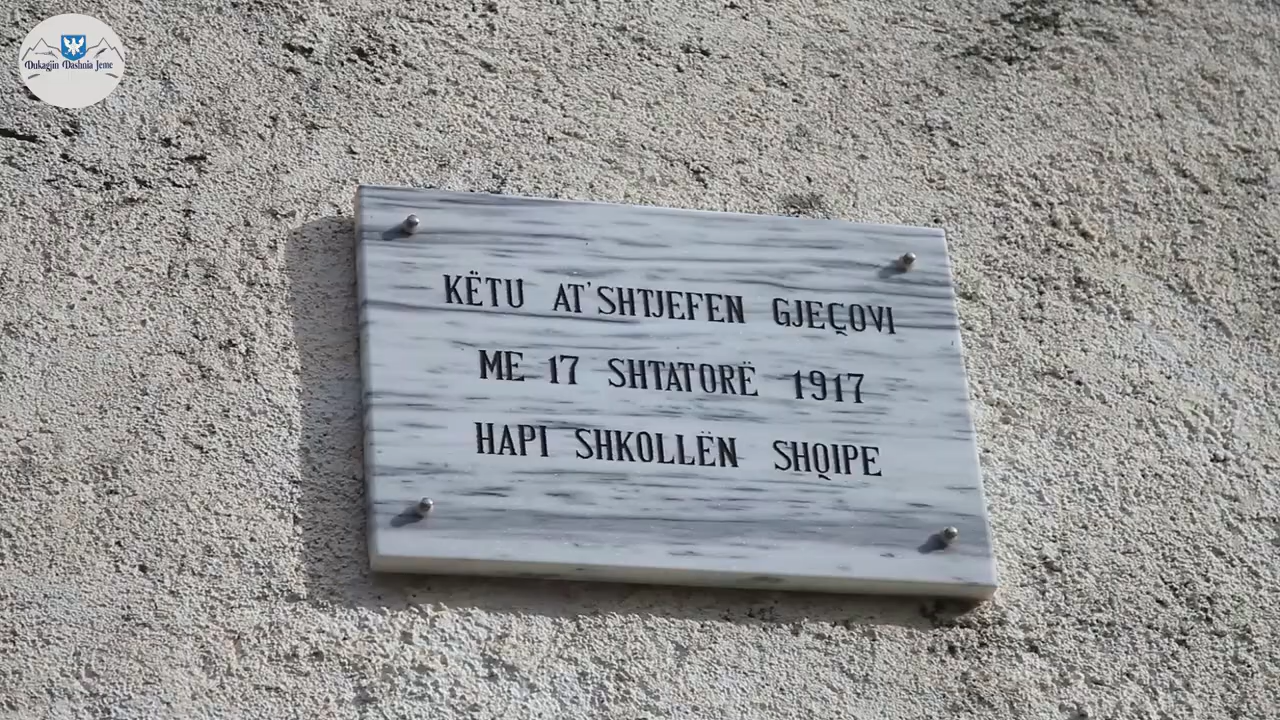 Dukagjin Dashnia Jeme
KËTU AT'SHTJEFEN GJEÇOVI
ME 17 SHTATORË 1917
HAPI SHKOLLËN SHQIPE